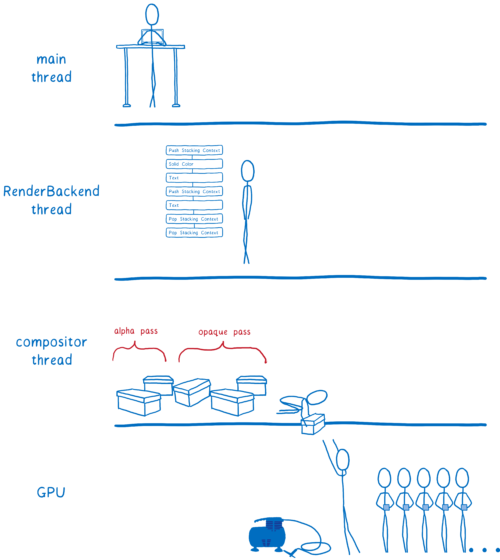 main
thread
RenderBackend
thread
Push Stacking Context
Solid Color
Text
Push Stacking Context
Text
Pop Stacking Context
Pop Stacking Context
compositor
thread
alpha pass
opaque pass
GPU